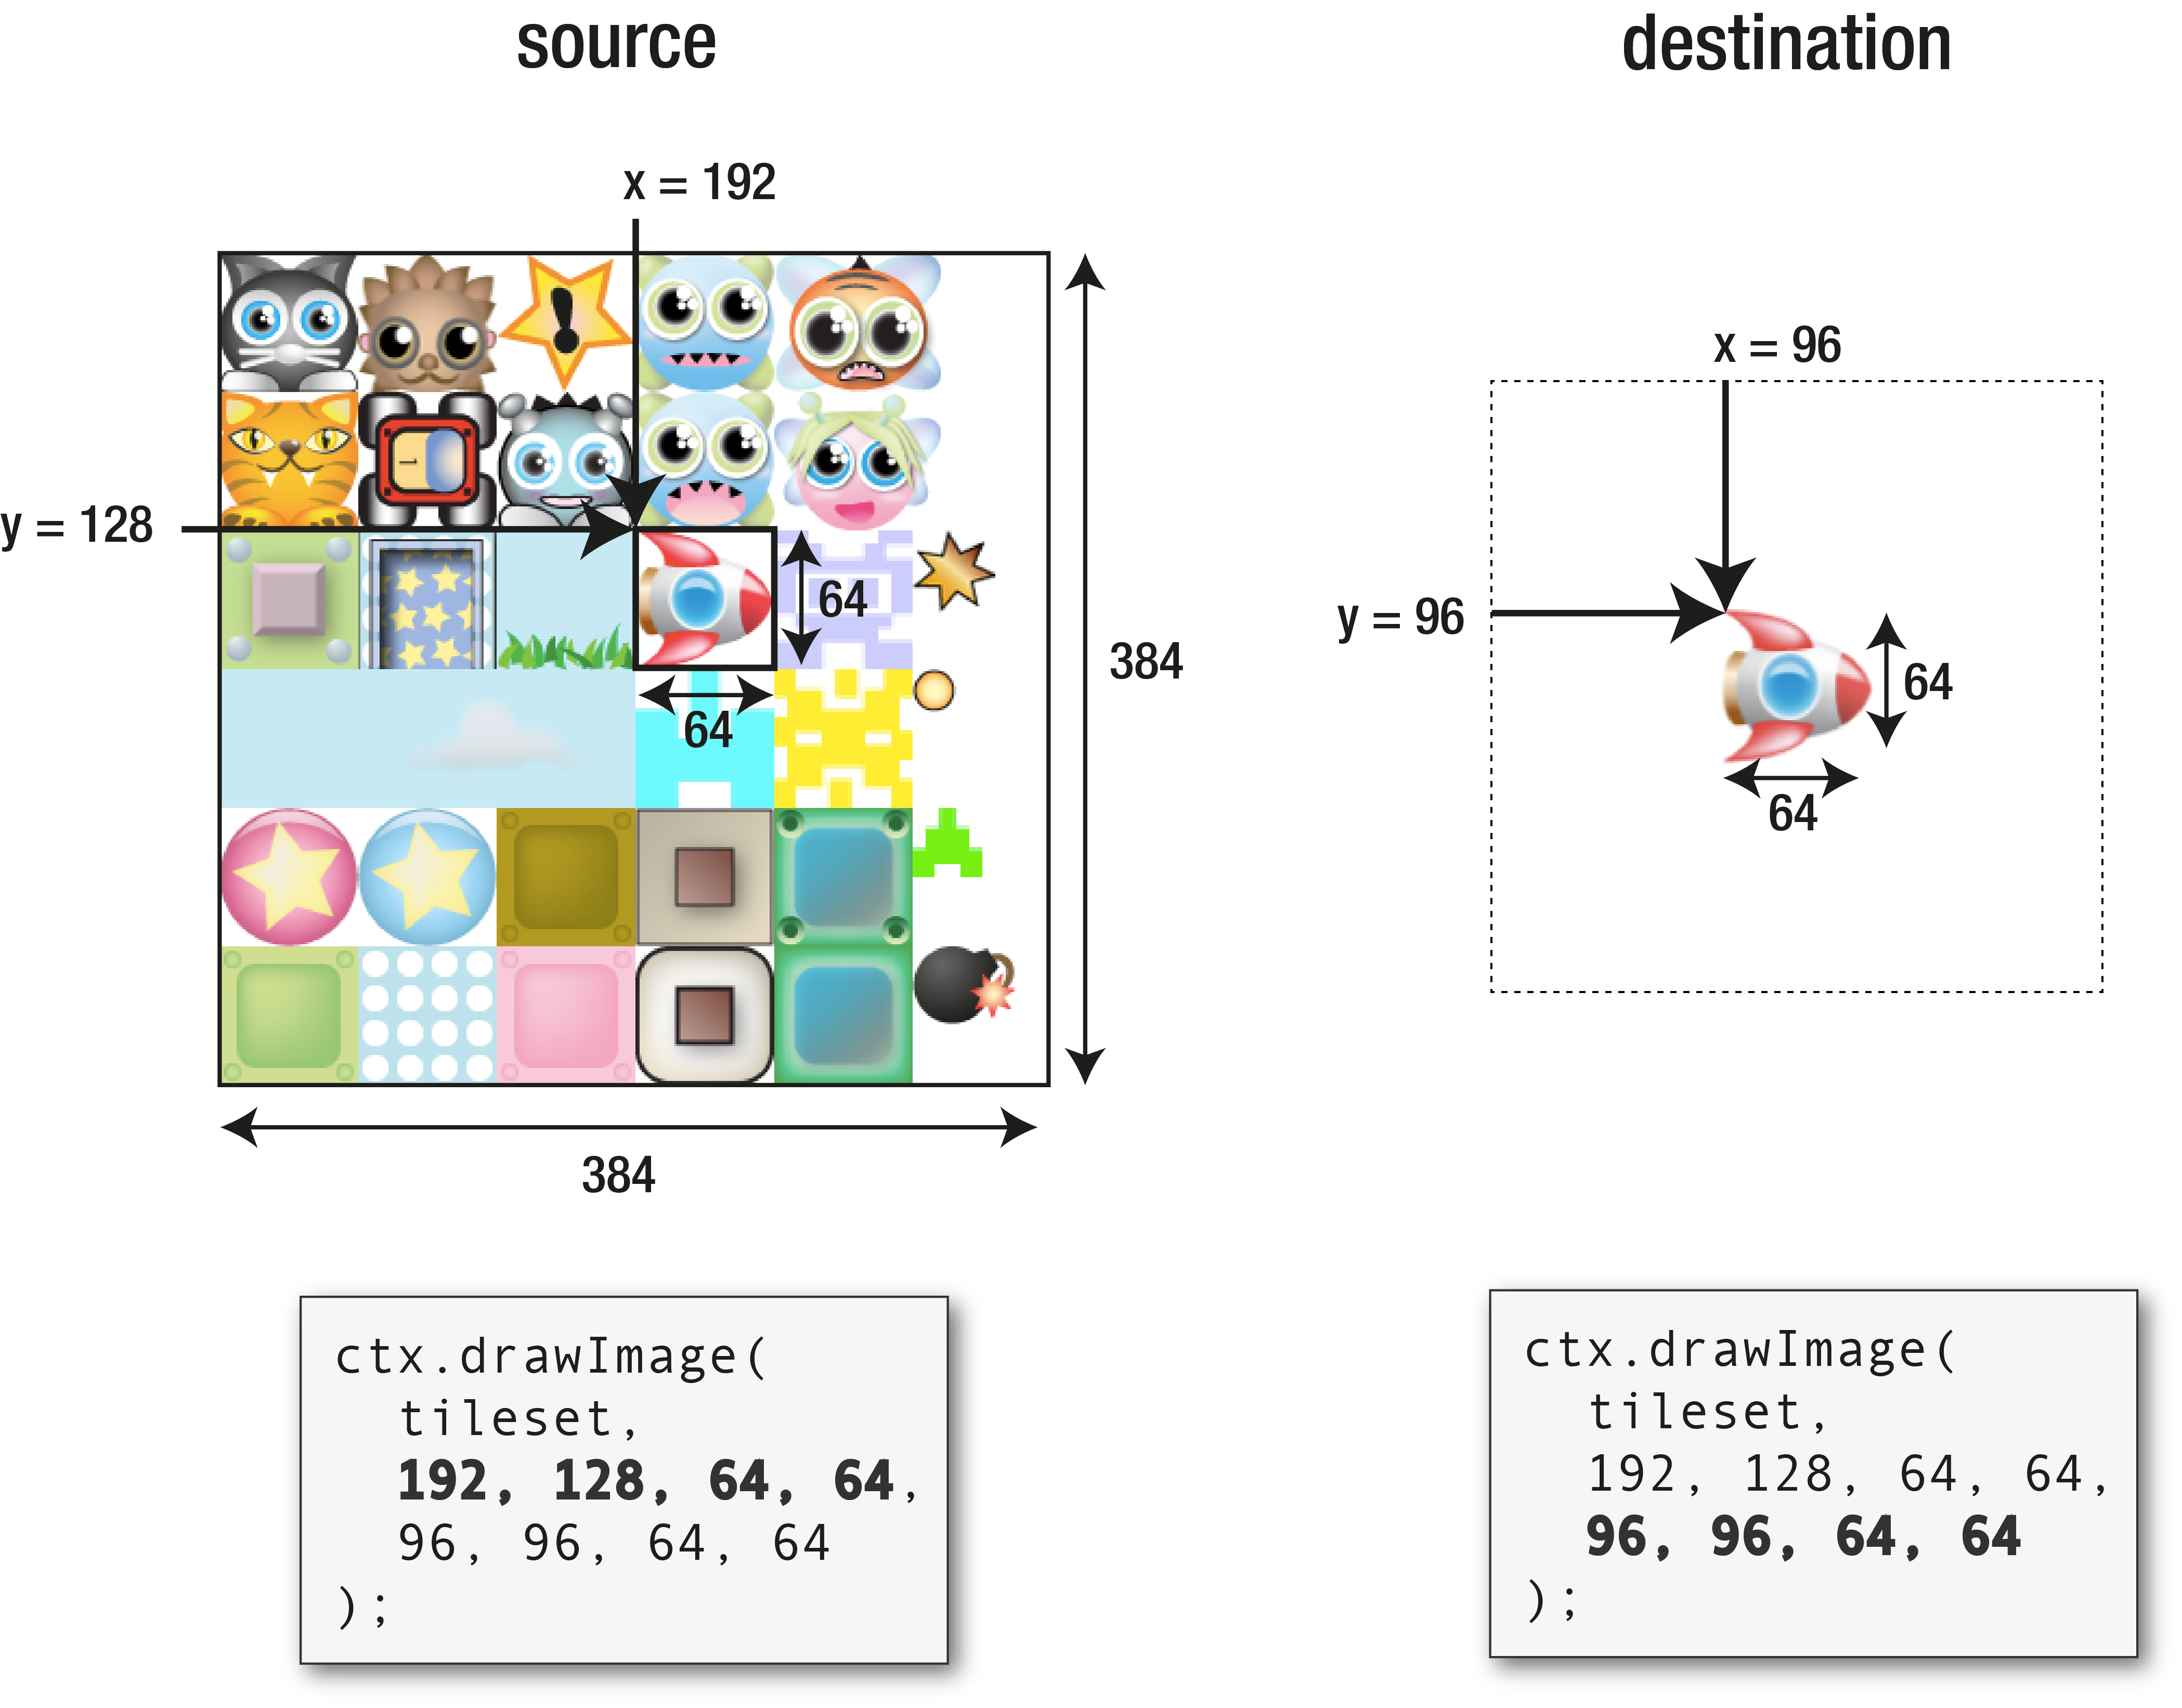 source
destination
x = 192
y = 128
64
64
384
384
x = 96
y = 96
64
64
1
!
ctx.drawImage(
tileset,
192, 128, 64, 64,
96, 96, 64, 64
);
ctx.drawImage(
tileset,
192, 128, 64, 64,
96, 96, 64, 64
);